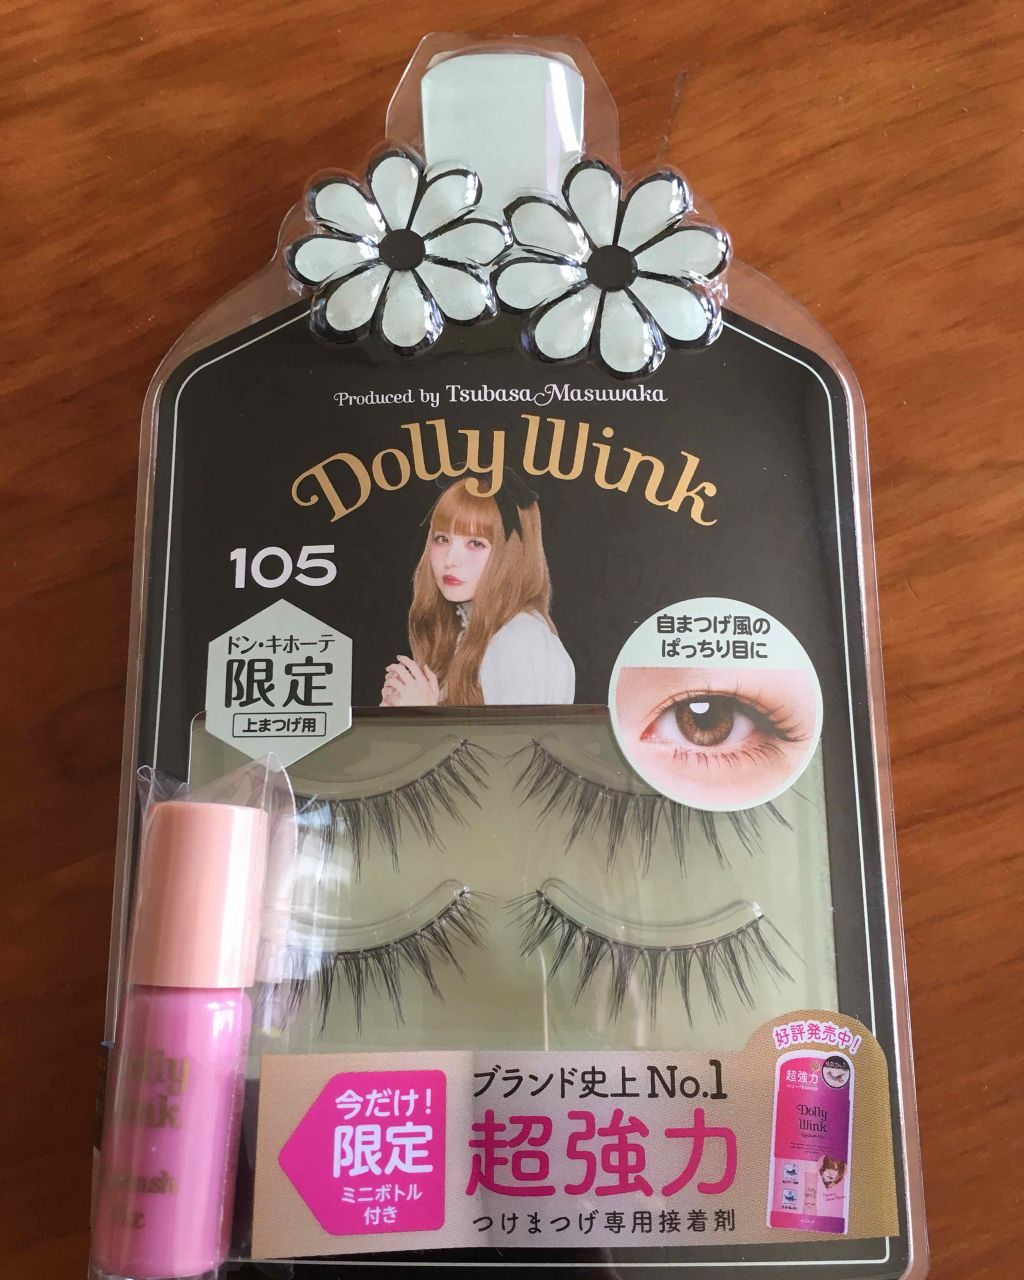 Produced by Tsubasa Masuwaka
Dolly Wink
105
ドン・キホーテ
限定
上まつげ用
自まつげ風の
ぱっちり目に
今だけ!
限定
ミニボトル
付き
ブランド史上 No.1
超強力
つけまつげ専用接着剤
好評発売中!
超強力
Dolly
Wink